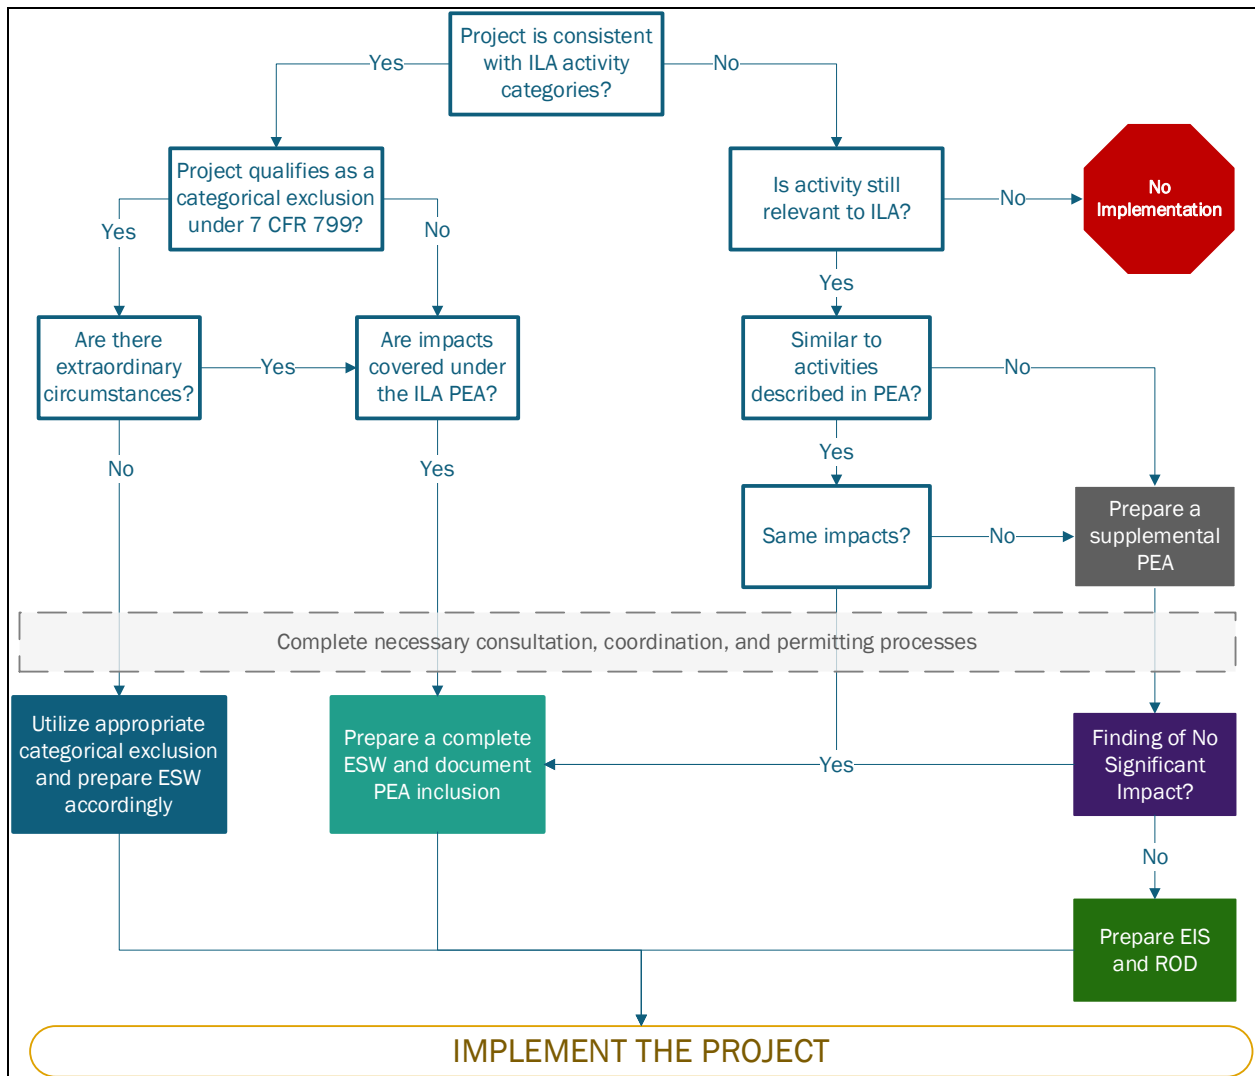 Project is consistent
with ILA activity
categories?
Yes
No
Project qualifies as a
categorical exclusion
under 7 CFR 799?
Is activity still
relevant to ILA?
No
No
Implementation
Yes
No
Yes
Are there
extraordinary
circumstances?
Yes
Are impacts
covered under
the ILA PEA?
Similar to
activities
described in PEA?
No
No
Yes
Yes
Same impacts?
No
Prepare a
supplemental
PEA
Complete necessary consultation, coordination, and permitting processes
Utilize appropriate
categorical exclusion
and prepare ESW
accordingly
Prepare a complete
ESW and document
PEA inclusion
Yes
Finding of No
Significant
Impact?
No
Prepare EIS
and ROD
IMPLEMENT THE PROJECT